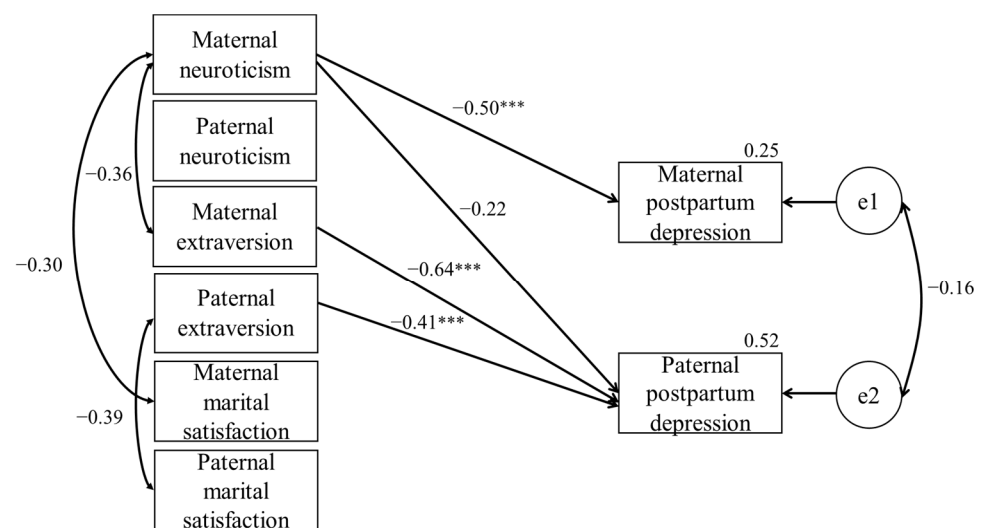 Maternal
neuroticism
Paternal
neuroticism
Maternal
extraversion
Paternal
extraversion
Maternal
marital
satisfaction
Paternal
marital
satisfaction
−0.36
−0.30
−0.39
−0.50***
−0.22
−0.64***
−0.41***
0.25
Maternal
postpartum
depression
0.52
Paternal
postpartum
depression
e1
e2
−0.16